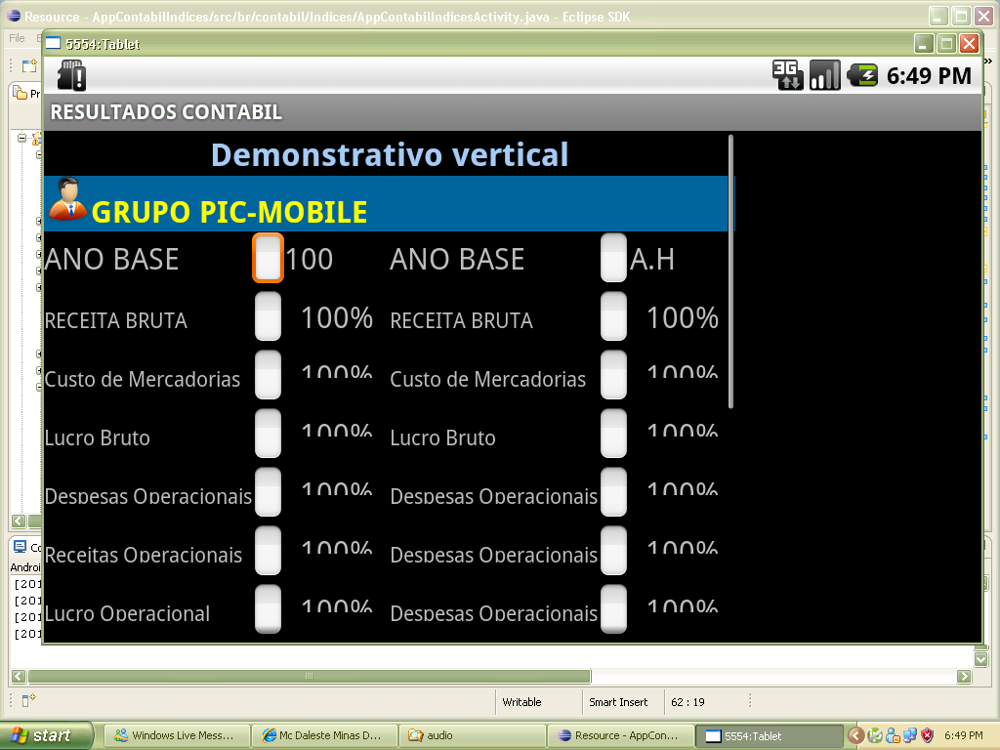 Resource - AppContabilIndices/src/br/contabil/Indices/AppContabilIndicesActivity.java - Eclipse SDK
File
5554:Tablet
3G 6:49 PM
RESULTADOS CONTABIL
Demonstrativo vertical
GRUPO PIC-MOBILE
ANO BASE 100 ANO BASE A.H
RECEITA BRUTA 100% RECEITA BRUTA 100%
Custo de Mercadorias 100% Custo de Mercadorias 100%
Lucro Bruto 100% Lucro Bruto 100%
Despesas Operacionais 100% Despesas Operacionais 100%
Receitas Operacionais 100% Despesas Operacionais 100%
Lucro Operacional 100% Despesas Operacionais 100%
Pr
Co
Androi
[201
[201
[201
[201
Writable Smart Insert 62 : 19
start Windows Live Mess... Mc Daleste Minas D... audio Resource - AppCon... 5554:Tablet 6:49 PM